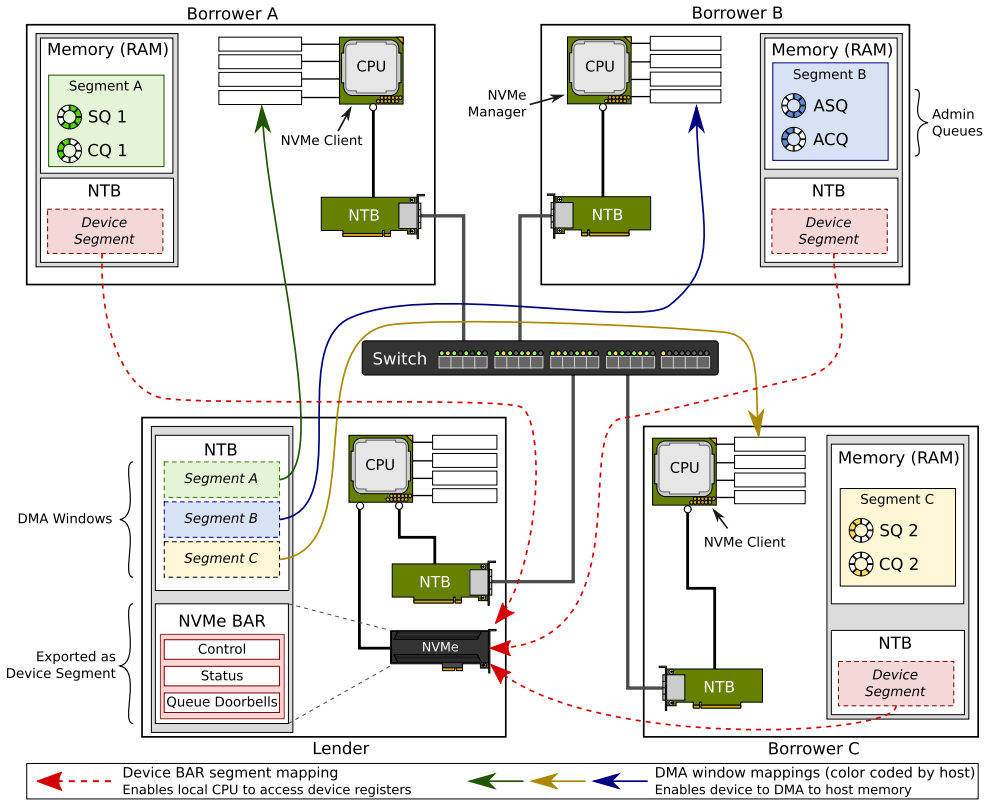 Borrower A
Memory (RAM)
Segment A
SQ 1
CQ 1
NTB
Device
Segment
CPU
NVMe Client
NTB
Borrower B
CPU
NVMe
Manager
NTB
Memory (RAM)
Segment B
ASQ
ACQ
NTB
Device
Segment
Admin
Queues
Switch
NTB
Segment A
Segment B
Segment C
DMA Windows
NVMe BAR
Control
Status
Queue Doorbells
Exported as
Device Segment
CPU
NTB
NVMe
Lender
CPU
NVMe Client
NTB
Memory (RAM)
Segment C
SQ 2
CQ 2
NTB
Device
Segment
Borrower C
Device BAR segment mapping
Enables local CPU to access device registers
DMA window mappings (color coded by host)
Enables device to DMA to host memory